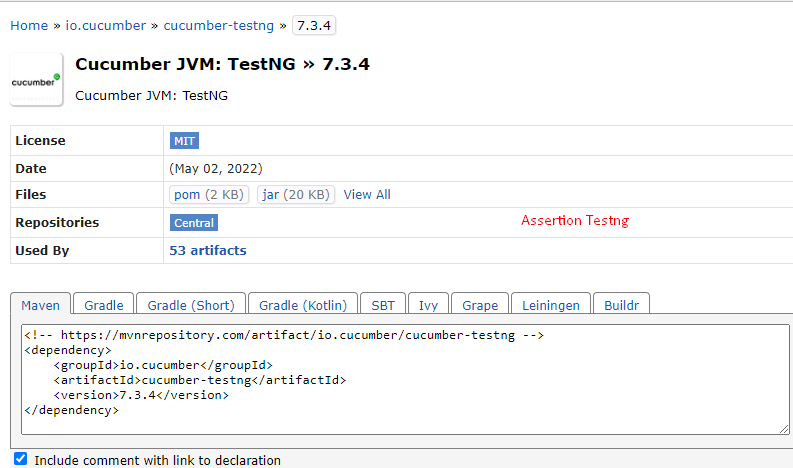 Home » io.cucumber » cucumber-testng » 7.3.4
cucumber
Cucumber JVM: TestNG » 7.3.4
Cucumber JVM: TestNG
License MIT
Date (May 02, 2022)
Files pom (2 KB) jar (20 KB) View All
Repositories Central Assertion Testng
Used By 53 artifacts
Maven Gradle Gradle (Short) Gradle (Kotlin) SBT Ivy Grape Leiningen Buildr
<!-- https://mvnrepository.com/artifact/io.cucumber/cucumber-testng -->
<dependency>
    <groupId>io.cucumber</groupId>
    <artifactId>cucumber-testng</artifactId>
    <version>7.3.4</version>
</dependency>
Include comment with link to declaration